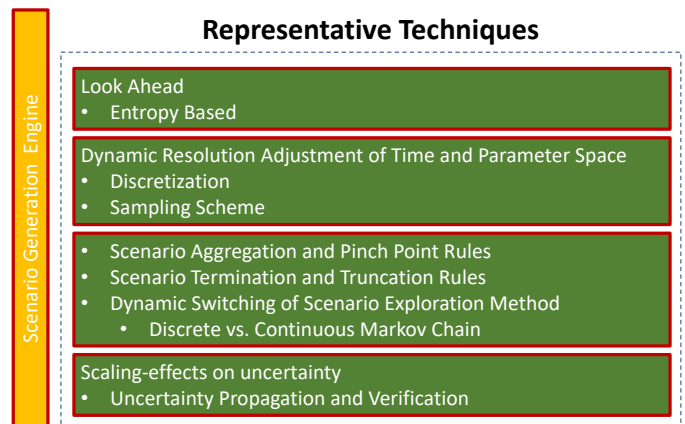 Representative Techniques
Scenario Generation Engine
Look Ahead
• Entropy Based
Dynamic Resolution Adjustment of Time and Parameter Space
• Discretization
• Sampling Scheme
• Scenario Aggregation and Pinch Point Rules
• Scenario Termination and Truncation Rules
• Dynamic Switching of Scenario Exploration Method
• Discrete vs. Continuous Markov Chain
Scaling-effects on uncertainty
• Uncertainty Propagation and Verification